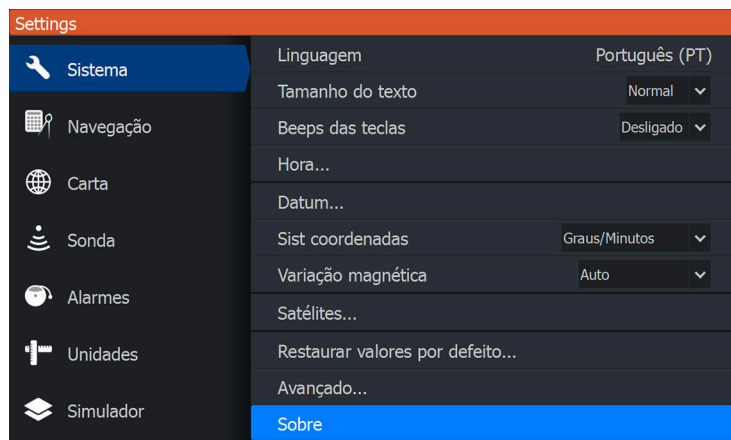 Settings
Sistema
Navegação
Carta
Sonda
Alarmes
Unidades
Simulador
Linguagem Português (PT)
Tamanho do texto Normal
Beeps das teclas Desligado
Hora...
Datum...
Sist coordenadas Graus/Minutos
Variação magnética Auto
Satélites...
Restaurar valores por defeito...
Avançado...
Sobre